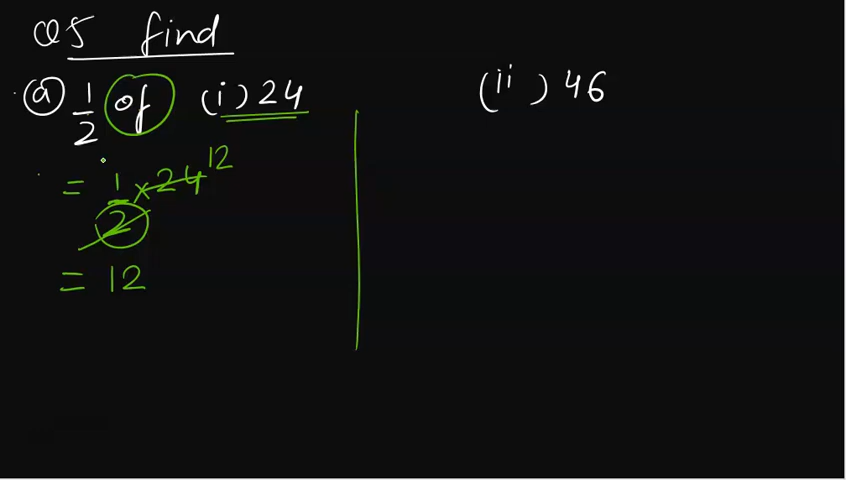 Q5 find
(a) 1/2 of (i) 24
= 1/2 × 24 12
= 12
(ii) 46